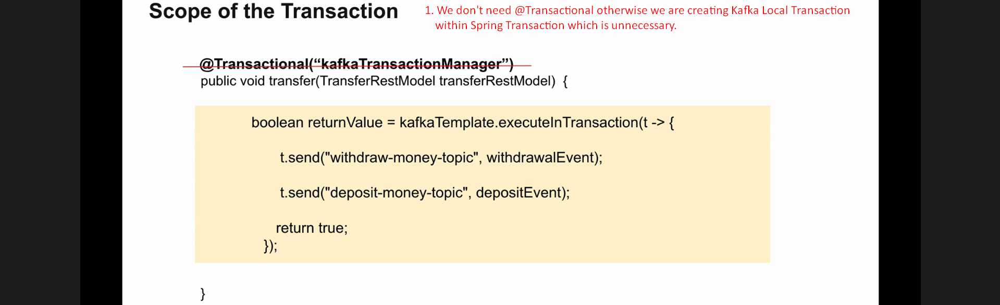 Scope of the Transaction
1. We don't need @Transactional otherwise we are creating Kafka Local Transaction
within Spring Transaction which is unnecessary.
@Transactional(“kafkaTransactionManager”)
public void transfer(TransferRestModel transferRestModel) {
boolean returnValue = kafkaTemplate.executeInTransaction(t -> {
t.send("withdraw-money-topic", withdrawalEvent);
t.send("deposit-money-topic", depositEvent);
return true;
});
}